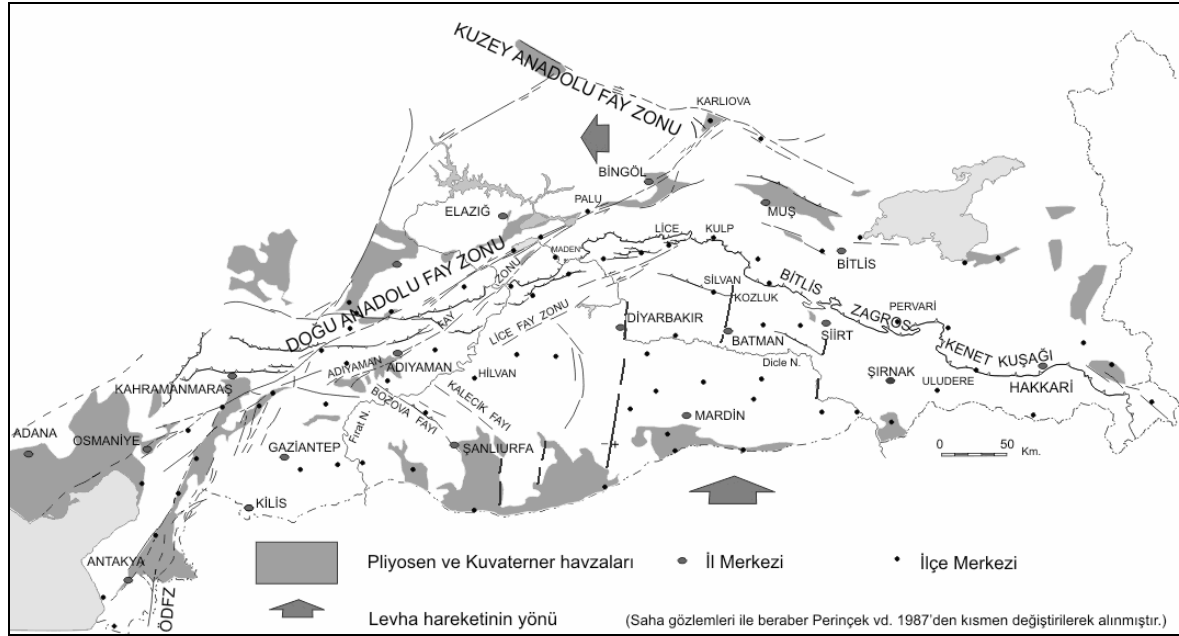 KUZEY ANADOLU FAY ZONU
KARLIOVA
BİNGÖL
PALU
ELAZIĞ
MUŞ
LİCE
KULP
MADEN
BİTLİS
DOĞU ANADOLU FAY ZONU
BİTLİS ZAGROS KENET KUŞAĞI
SİLVAN
KOZLUK
PERVARİ
LİCE FAY ZONU
DİYARBAKIR
BATMAN
SİİRT
ADIYAMAN FAY ZONU
ADIYAMAN
Dicle N.
HİLVAN
ŞIRNAK
ULUDERE
HAKKARİ
KAHRAMANMARAŞ
KALECİK FAYI
BOZOVA FAYI
MARDİN
Fırat N.
ADANA
OSMANİYE
GAZİANTEP
ŞANLIURFA
0 50
Km.
KİLİS
ANTAKYA
ÖDFZ
Pliyosen ve Kuvaterner havzaları
İl Merkezi
İlçe Merkezi
Levha hareketinin yönü
(Saha gözlemleri ile beraber Perinçek vd. 1987'den kısmen değiştirilerek alınmıştır.)